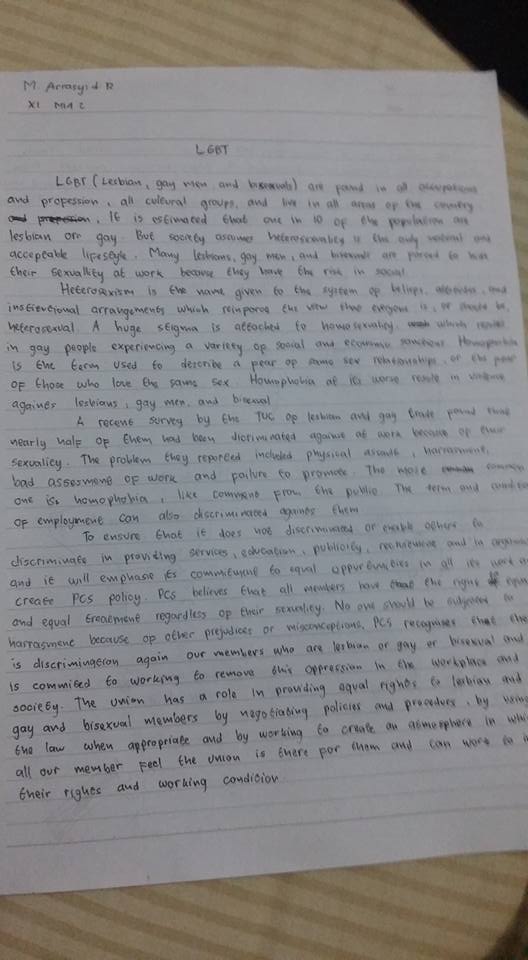 M. Arrasyid R
XI MIA 2
LGBT
LGBT (Lesbian, gay men and bisexuals) are found in all occupations
and profession, all cultural groups, and live in all areas of the country
It is estimated that one in 10 of the population are
lesbian orr gay. But society assumes heterosexuality is the only natural and
acceptable lifestyle. Many lesbians, gay men, and bisexual are forced to hide
their sexuality at work because they have the risk in social
Heterosexism is the name given to the system of beliefs, attitudes, and
institutional arrangements which reinforce the view that everyone is, or should be,
heterosexual. A huge stigma is attached to homosexuality which results
in gay people experiencing a variety of social and economic sanctions Homophobia
is the term used to describe a fear of same sex relationships, or the fear
of those who love the same sex. Homophobia at its worse result in violence
againts lesbians, gay men, and bisexual
A recent survey by the TUC of lesbian and gay trade found that
nearly half of them had been discriminated against at work because of their
sexuality. The problem they reported included physical assault, harrasment,
bad assesment of work and failure to promote. The more common
one is homophobia, like comment from the public The term and condition
of employment can also discriminated againts them
To ensure that it does not discriminated or enable others to
discriminate in providing services, education, publicity, recruitment and in
and it will emphasis its commitment to equal oppurtunities in all its work
create PCS policy. PCS believes that all members have the right equal
and equal treatment regardless of their sexuality. No one should be subjected to
harrasment because of other prejudices or misconceptions, PCS recognises that the
is discrimination again our members who are lesbian or gay or bisexual and
is commited to working to remove this oppression in the workplace and
society. The union has a role in providing equal rights to lesbian and
gay and bisexual members by negotiating policies and procedure, by using
the law when appropriate and by working to create an atmosphere in which
all our member feel the union is there for them and can work to
their rights and working condition